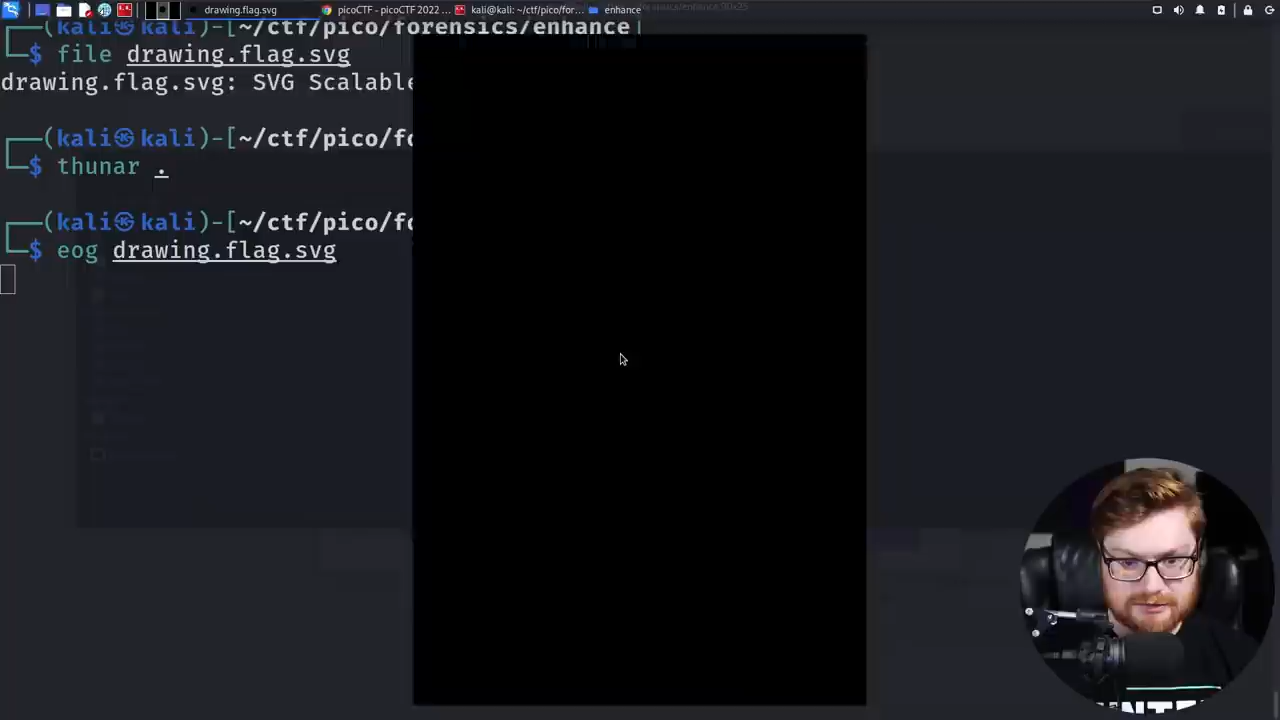 drawing.flag.svg
picoCTF - picoCTF 2022 ...
kali@kali: ~/ctf/pico/for...
enhance
(kali㉿kali)-[~/ctf/pico/forensics/enhance
$ file drawing.flag.svg
drawing.flag.svg: SVG Scalable
(kali㉿kali)-[~/ctf/pico/fo
$ thunar .
(kali㉿kali)-[~/ctf/pico/fo
$ eog drawing.flag.svg